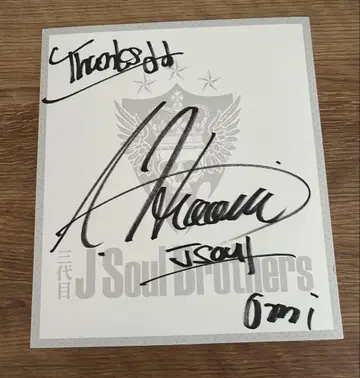 Thanks
J Soul
三代目
J Soul Brothers
Omi